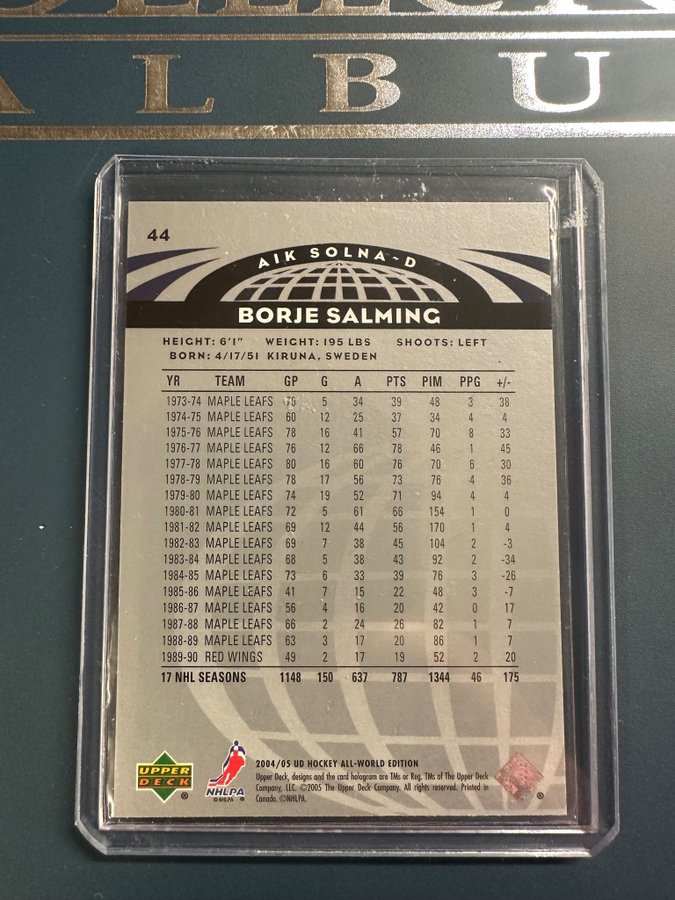 COLLECTO
A L B U
44
AIK SOLNA~D
BORJE SALMING
HEIGHT: 6'1" WEIGHT: 195 LBS SHOOTS: LEFT
BORN: 4/17/51 KIRUNA, SWEDEN
YR TEAM GP G A PTS PIM PPG +/-
1973-74 MAPLE LEAFS 76 5 34 39 48 3 38
1974-75 MAPLE LEAFS 60 12 25 37 34 4 4
1975-76 MAPLE LEAFS 78 16 41 57 70 8 33
1976-77 MAPLE LEAFS 76 12 66 78 46 1 45
1977-78 MAPLE LEAFS 80 16 60 76 70 6 30
1978-79 MAPLE LEAFS 78 17 56 73 76 4 36
1979-80 MAPLE LEAFS 74 19 52 71 94 4 4
1980-81 MAPLE LEAFS 72 5 61 66 154 1 0
1981-82 MAPLE LEAFS 69 12 44 56 170 1 4
1982-83 MAPLE LEAFS 69 7 38 45 104 2 -3
1983-84 MAPLE LEAFS 68 5 38 43 92 2 -34
1984-85 MAPLE LEAFS 73 6 33 39 76 3 -26
1985-86 MAPLE LEAFS 41 7 15 22 48 3 -7
1986-87 MAPLE LEAFS 56 4 16 20 42 0 17
1987-88 MAPLE LEAFS 66 2 24 26 82 1 7
1988-89 MAPLE LEAFS 63 3 17 20 86 1 7
1989-90 RED WINGS 49 2 17 19 52 2 20
17 NHL SEASONS 1148 150 637 787 1344 46 175
UPPER DECK ®
NHLPA
©NHLPA
2004/05 UD HOCKEY ALL-WORLD EDITION
Upper Deck, designs and the card hologram are TMs or Reg. TMs of The Upper Deck
Company, LLC. ©2005 The Upper Deck Company. All rights reserved. Printed in
Canada. ©NHLPA.
®